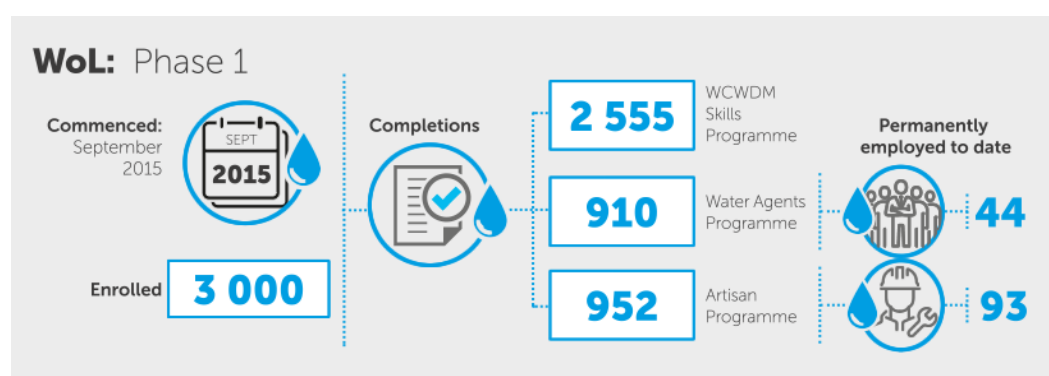 WoL: Phase 1
Commenced:
September
2015
SEPT
2015
Enrolled
3 000
Completions
2 555
WCWDM
Skills
Programme
910
Water Agents
Programme
952
Artisan
Programme
Permanently
employed to date
44
93